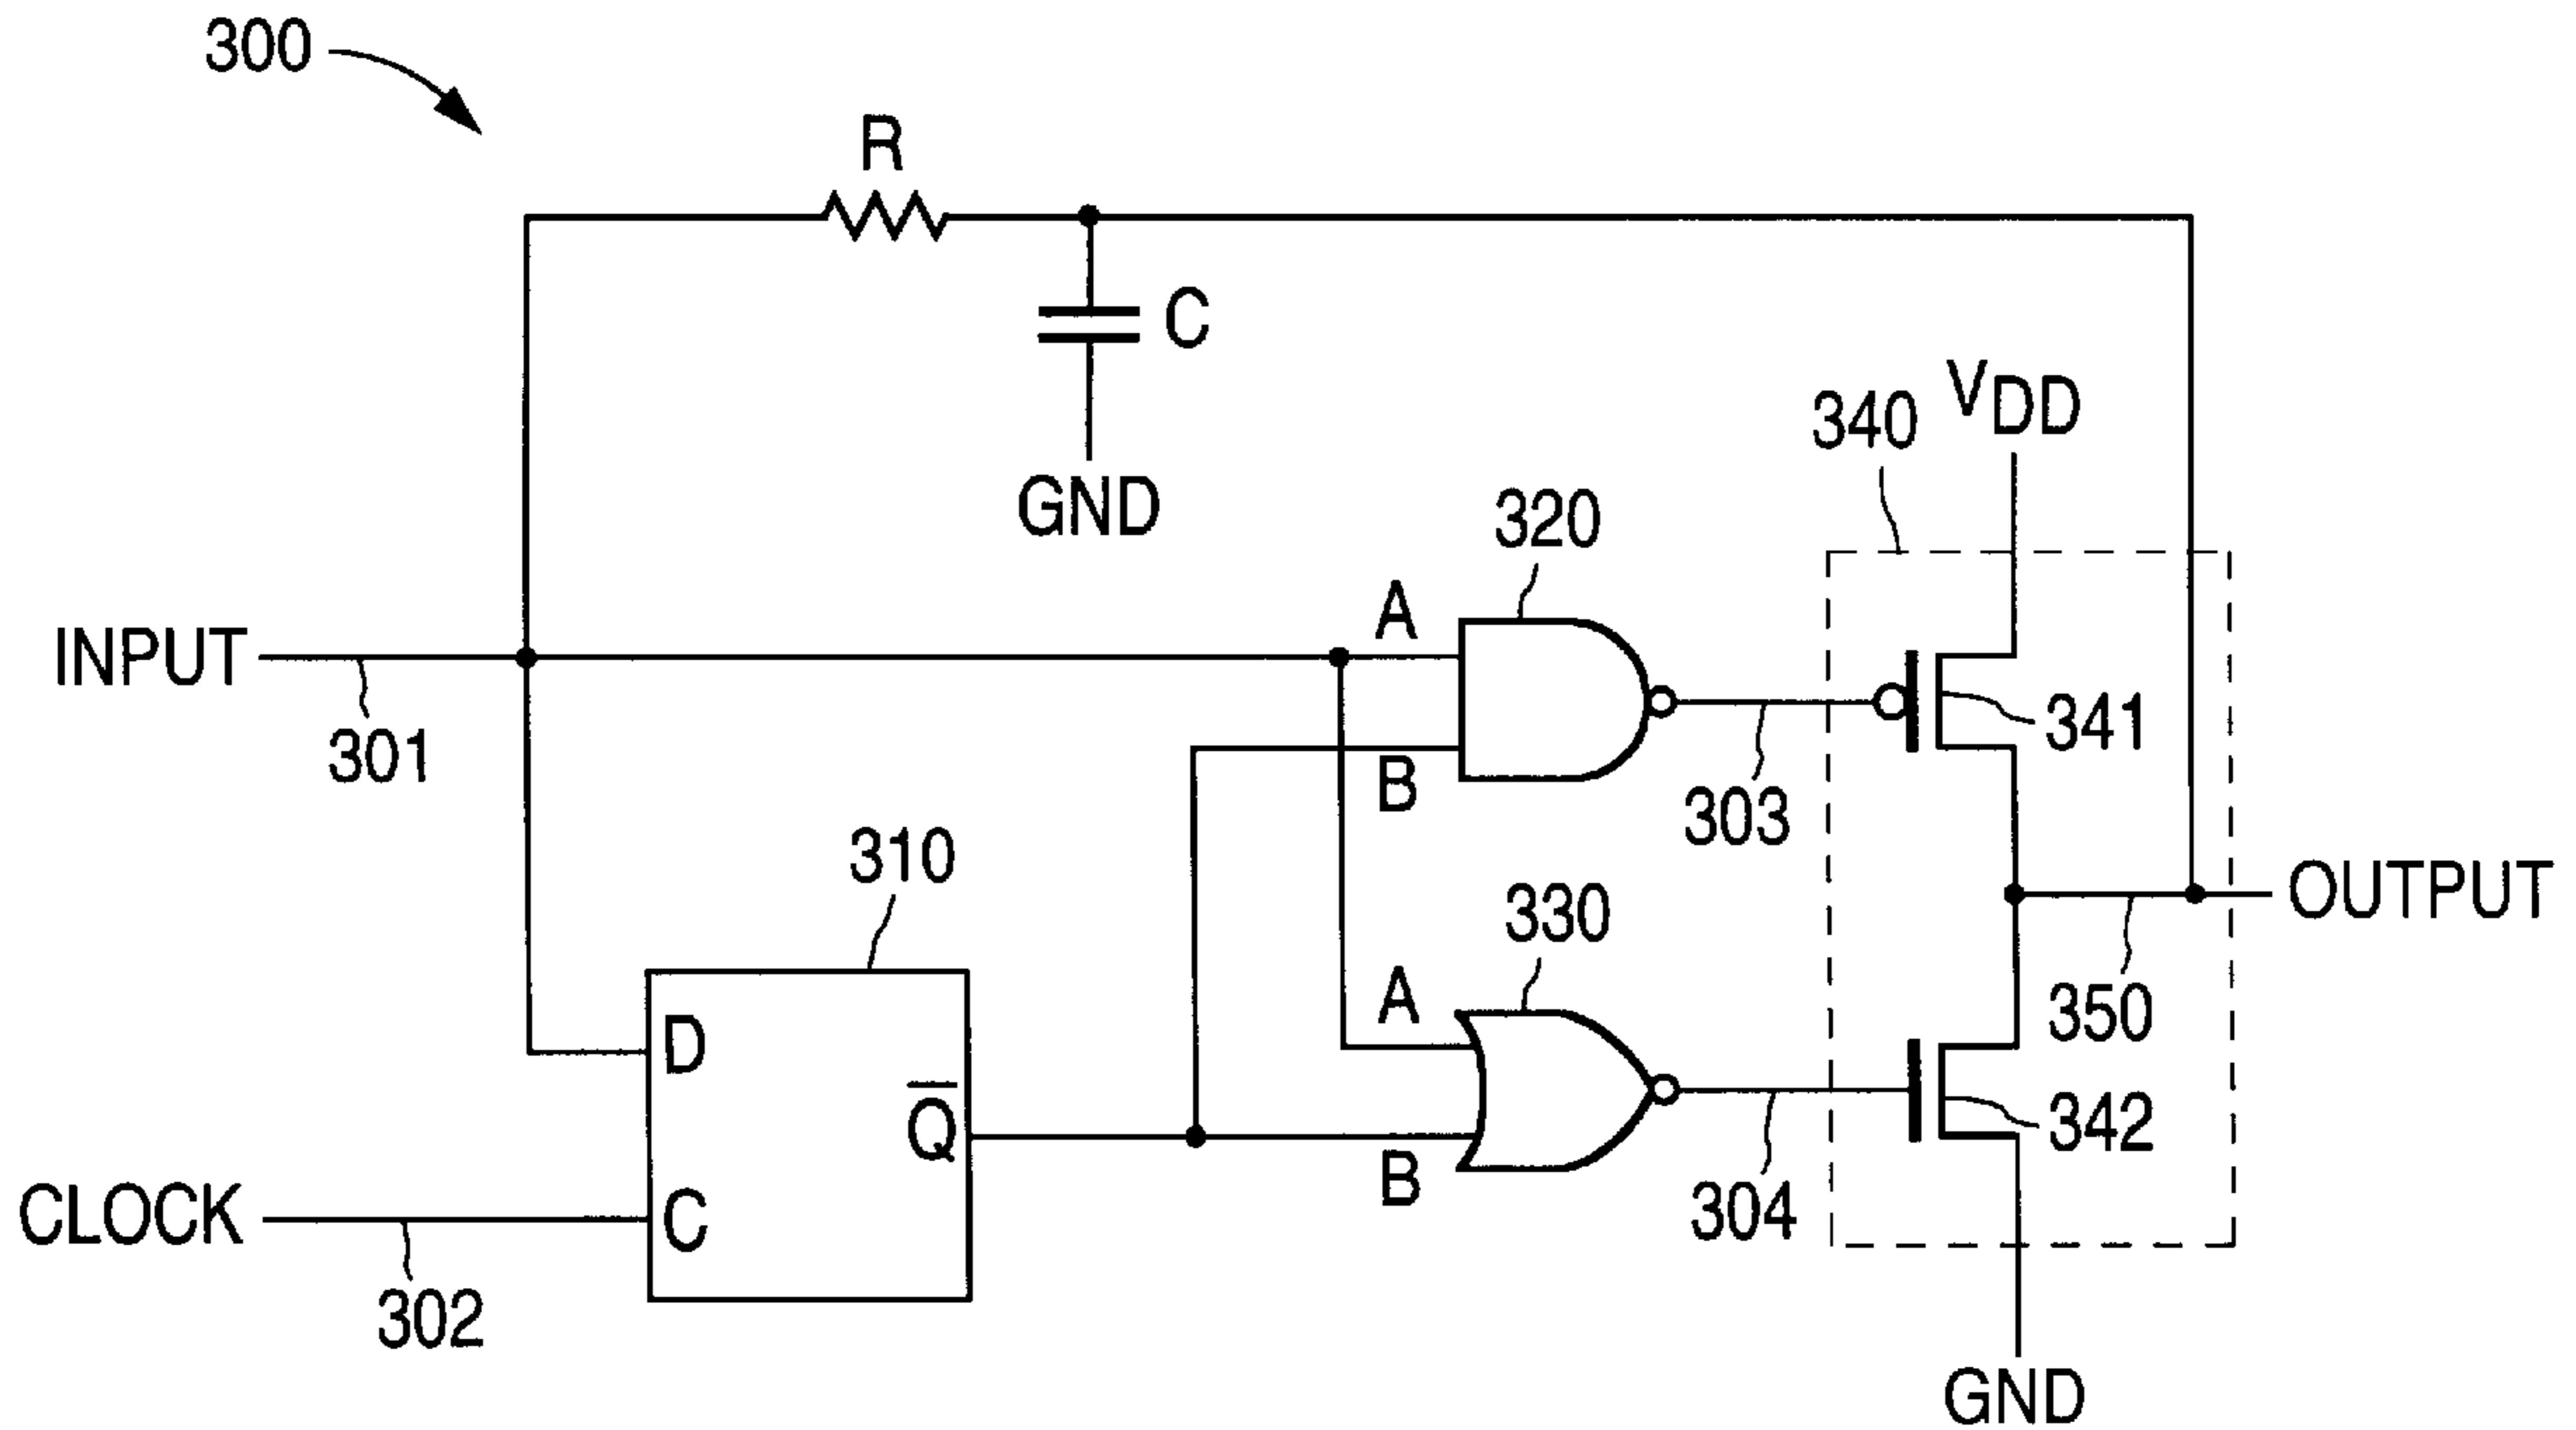 300
R
C
GND
340
VDD
320
A
INPUT
301
B
303
341
310
330
OUTPUT
A
350
D
Q̅
342
B
304
CLOCK
C
302
GND